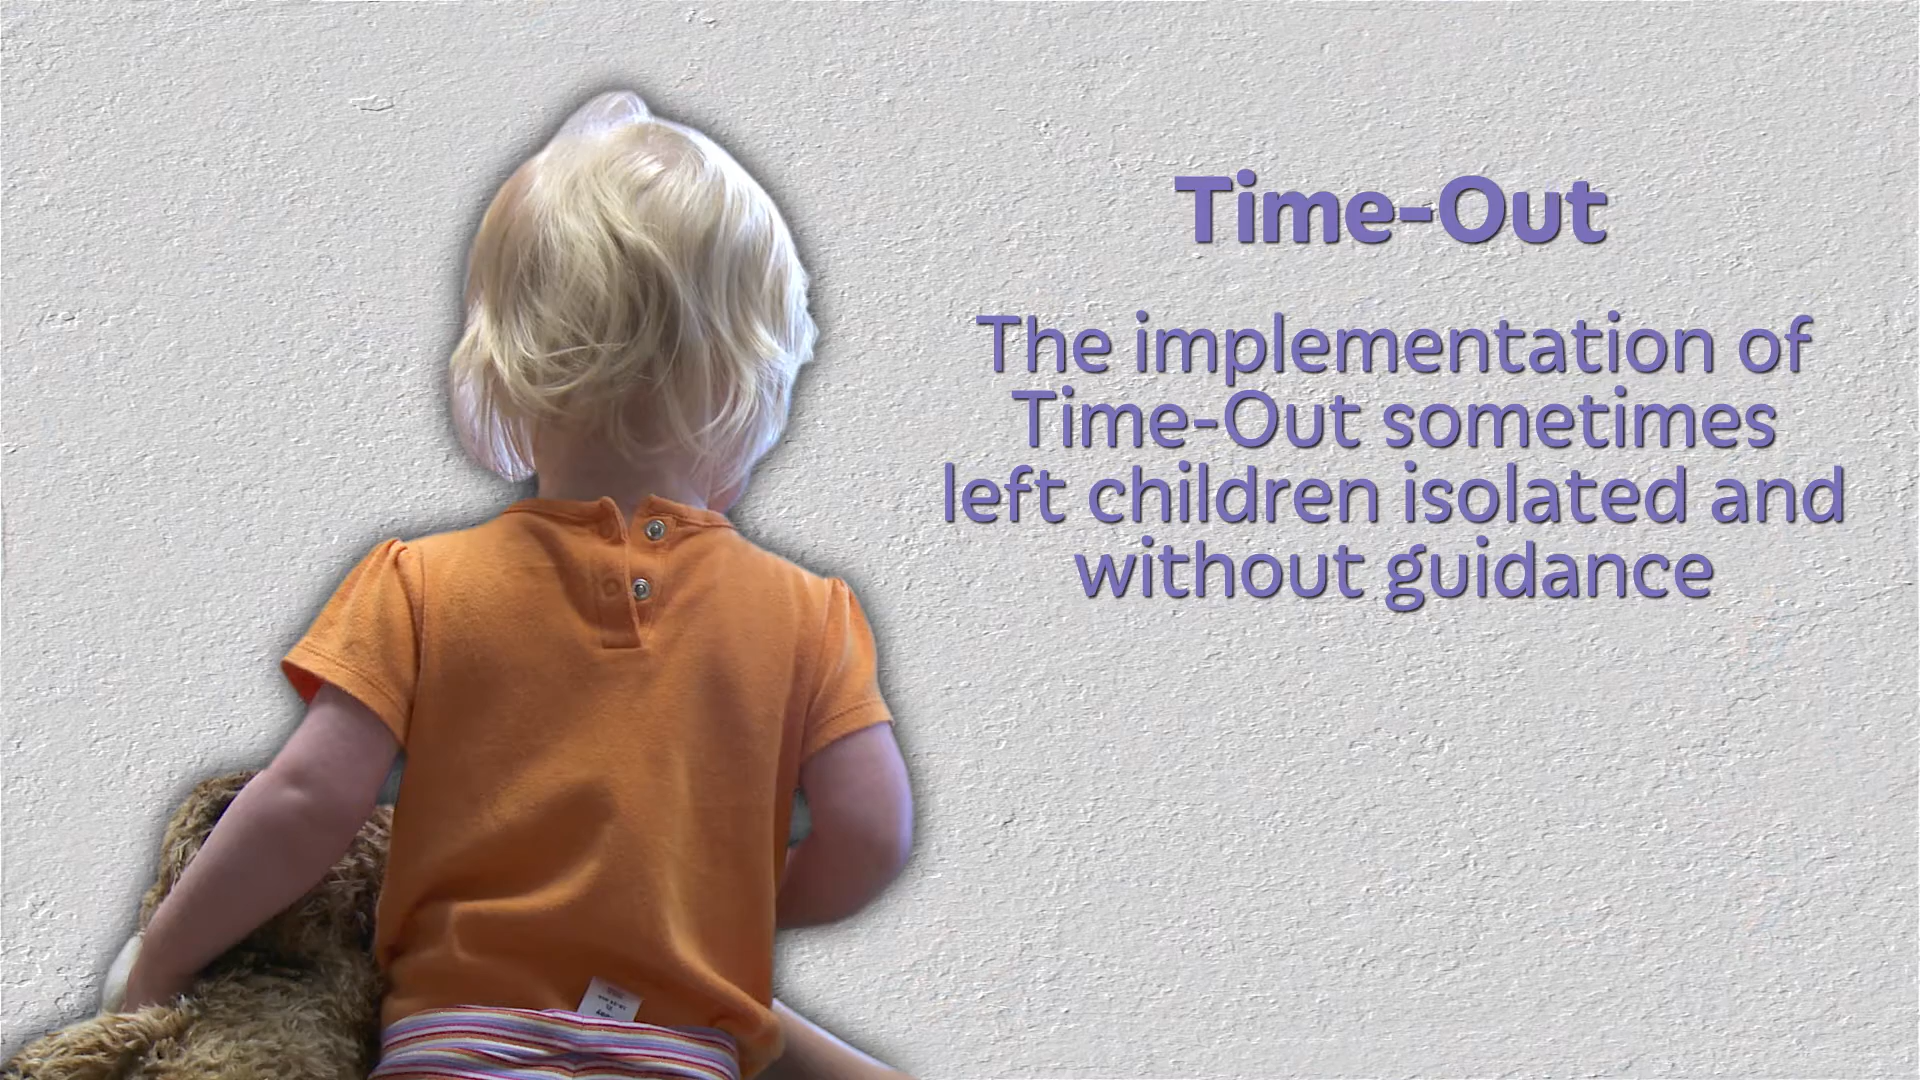 Time-Out
The implementation of
Time-Out sometimes
left children isolated and
without guidance